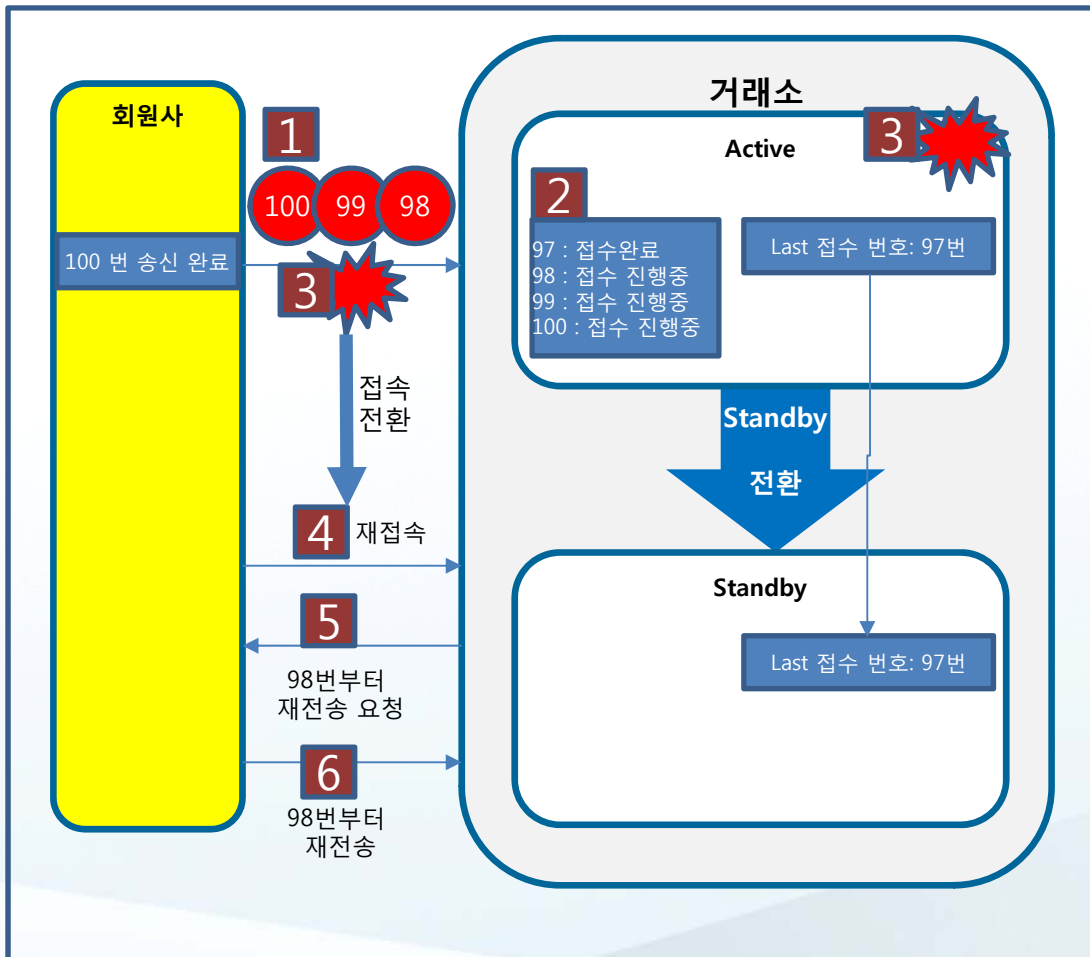 회원사
거래소
1
100
99
98
100 번 송신 완료
3
접속
전환
4
재접속
5
98번부터
재전송 요청
6
98번부터
재전송
Active
3
2
97 : 접수완료
98 : 접수 진행중
99 : 접수 진행중
100 : 접수 진행중
Last 접수 번호: 97번
Standby
전환
Standby
Last 접수 번호: 97번